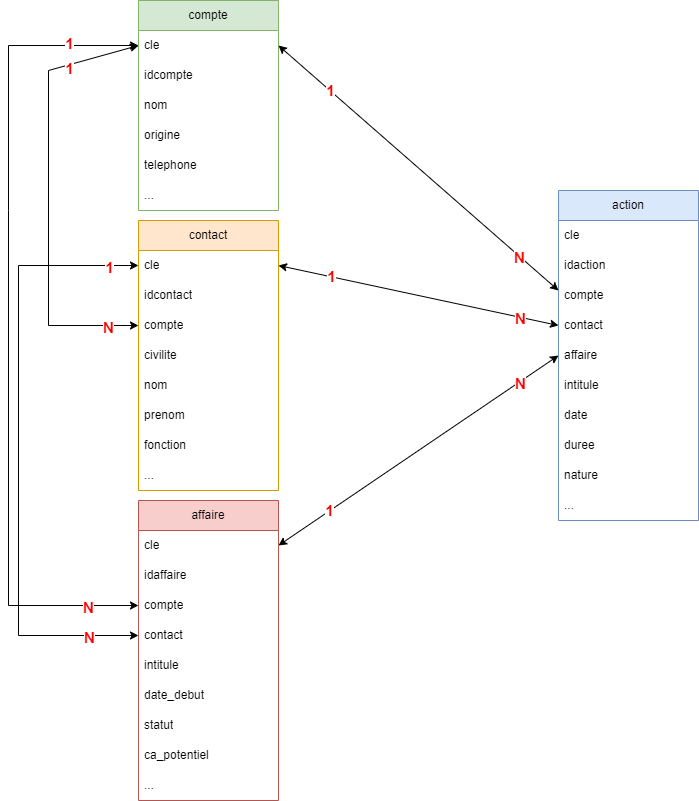 compte
cle
idcompte
nom
origine
telephone
...
contact
cle
idcontact
compte
civilite
nom
prenom
fonction
...
affaire
cle
idaffaire
compte
contact
intitule
date_debut
statut
ca_potentiel
...
action
cle
idaction
compte
contact
affaire
intitule
date
duree
nature
...
1
1
1
N
N
N
1
N
1
N
N
1